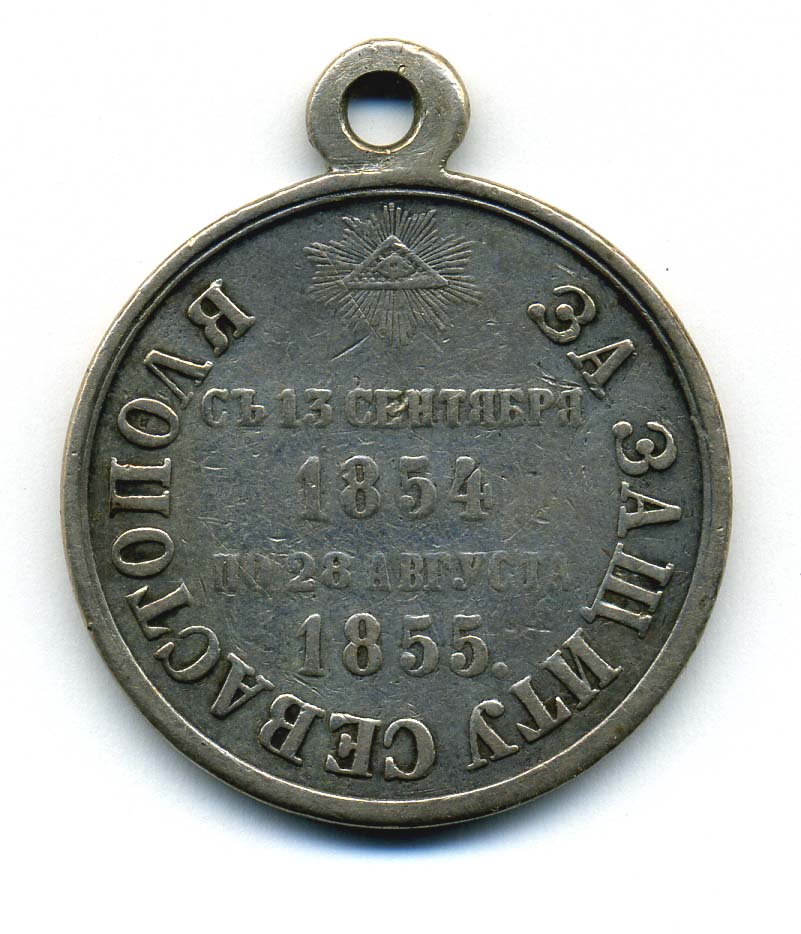 ЗА ЗАЩИТУ СЕВАСТОПОЛЯ
СЪ 13 СЕНТЯБРЯ
1854
ПО 28 АВГУСТА
1855.